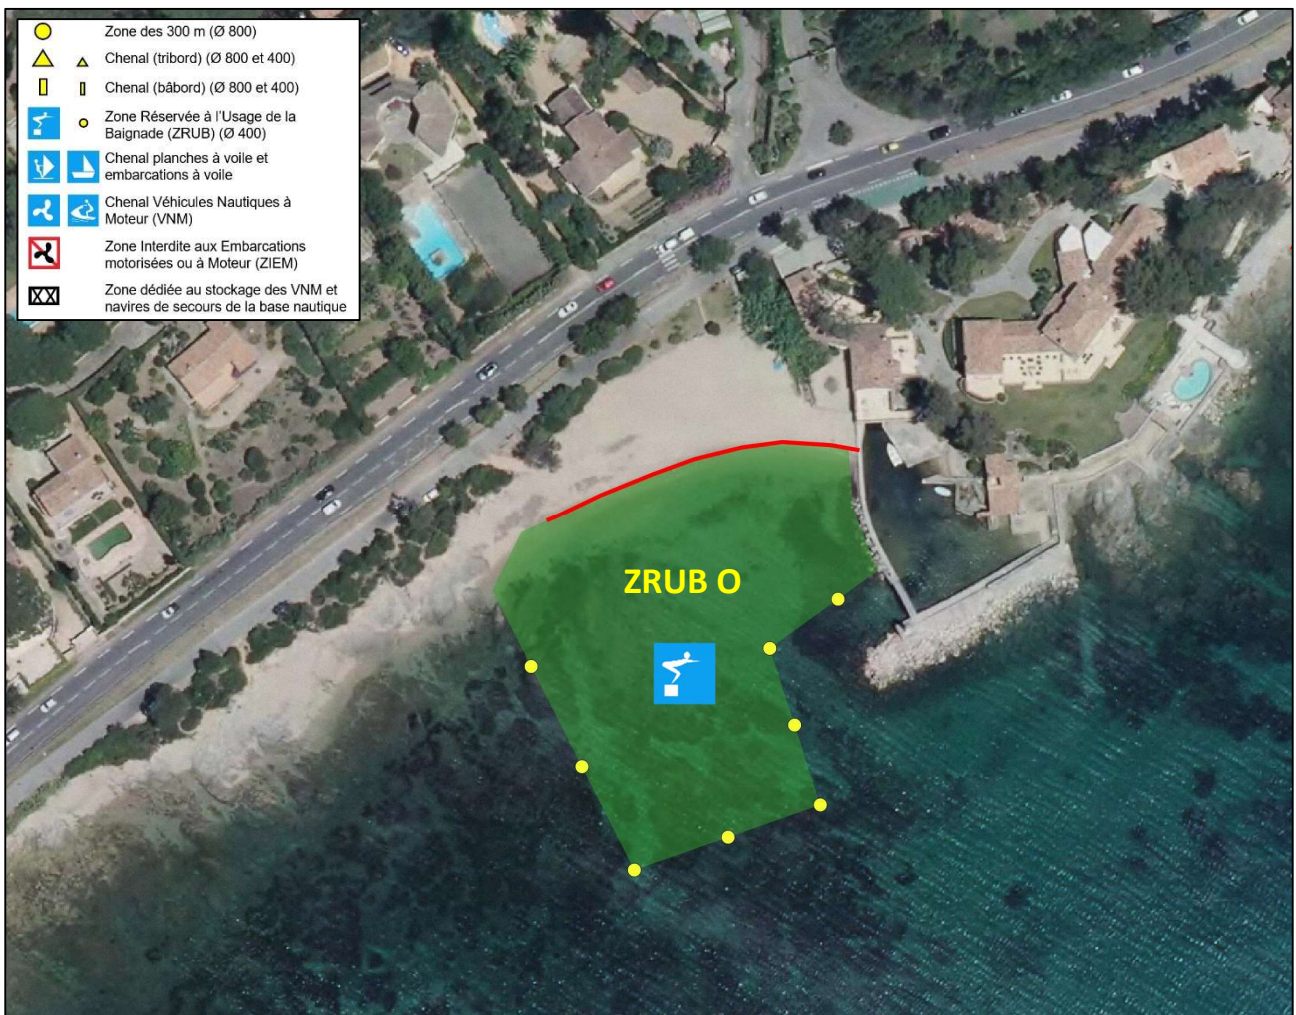 Zone des 300 m (Ø 800)
Chenal (tribord) (Ø 800 et 400)
Chenal (bâbord) (Ø 800 et 400)
Zone Réservée à l'Usage de la
Baignade (ZRUB) (Ø 400)
Chenal planches à voile et
embarcations à voile
Chenal Véhicules Nautiques à
Moteur (VNM)
Zone Interdite aux Embarcations
motorisées ou à Moteur (ZIEM)
Zone dédiée au stockage des VNM et
navires de secours de la base nautique
ZRUB O